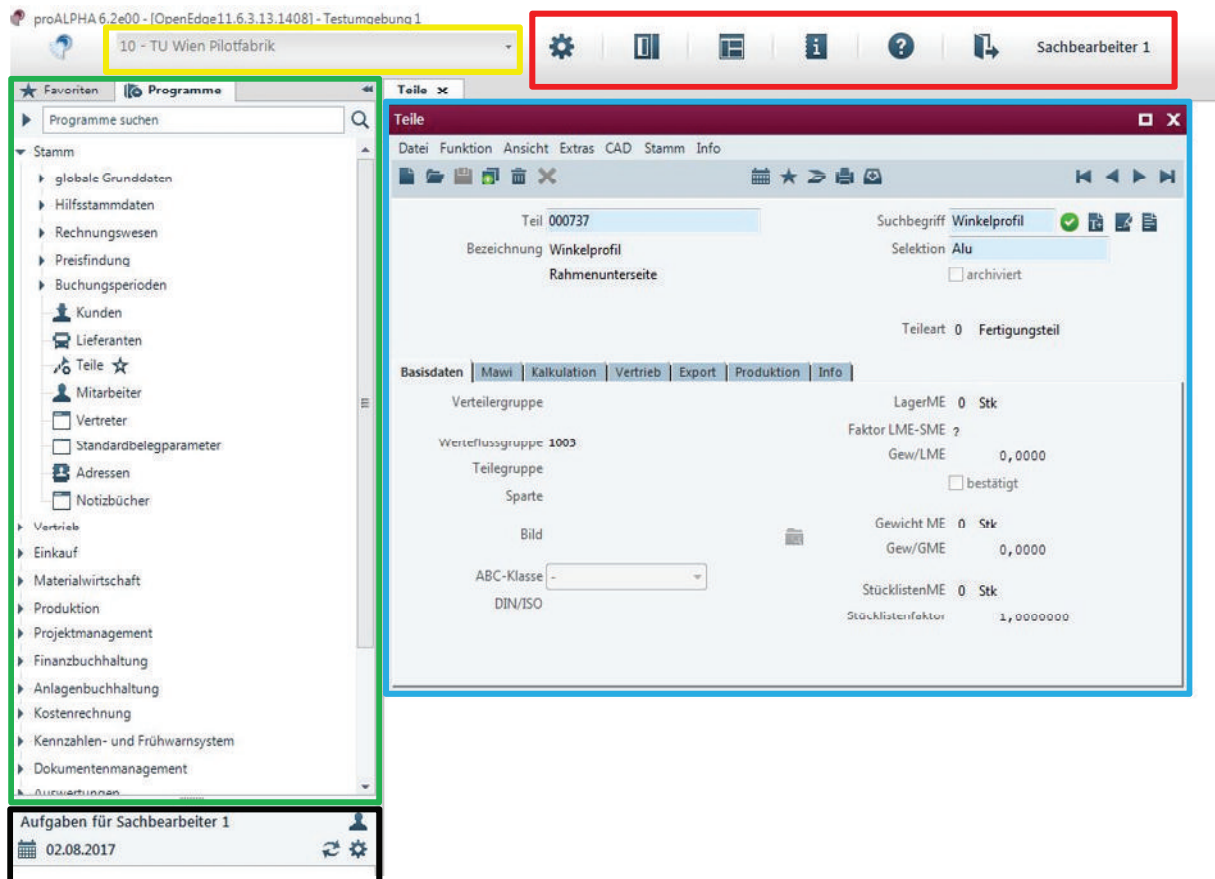 proALPHA 6.2e00 - [OpenEdge11.6.3.13.1408] - Testumgebung 1
10 - TU Wien Pilotfabrik
Sachbearbeiter 1
Favoriten Programme
Programme suchen
Stamm
globale Grunddaten
Hilfsstammdaten
Rechnungswesen
Preisfindung
Buchungsperioden
Kunden
Lieferanten
Teile
Mitarbeiter
Vertreter
Standardbelegparameter
Adressen
Notizbücher
Vertrieb
Einkauf
Materialwirtschaft
Produktion
Projektmanagement
Finanzbuchhaltung
Anlagenbuchhaltung
Kostenrechnung
Kennzahlen- und Frühwarnsystem
Dokumentenmanagement
Auswertungen
Aufgaben für Sachbearbeiter 1
02.08.2017
Teile
Teile
Datei Funktion Ansicht Extras CAD Stamm Info
Teil 000737 Suchbegriff Winkelprofil
Bezeichnung Winkelprofil Selektion Alu
Rahmenunterseite archiviert
Teileart 0 Fertigungsteil
Basisdaten Mawi Kalkulation Vertrieb Export Produktion Info
Verteilergruppe LagerME 0 Stk
Faktor LME-SME ?
Werteflussgruppe 1003
Gew/LME 0,0000
Teilegruppe
bestätigt
Sparte
Gewicht ME 0 Stk
Bild
Gew/GME 0,0000
ABC-Klasse -
StücklistenME 0 Stk
DIN/ISO
Stücklistenfaktor 1,0000000